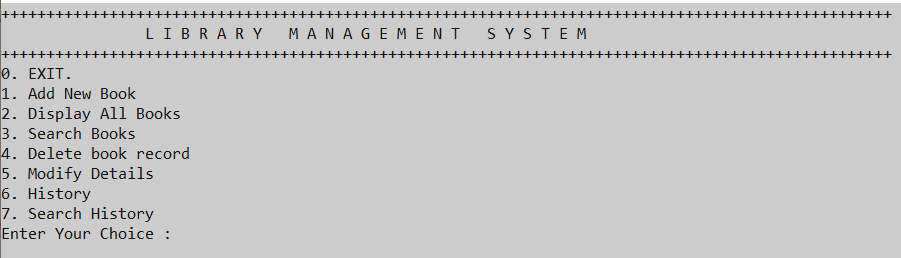 +++++++++++++++++++++++++++++++++++++++++++++++++++++++++++++++++++++++++++++++++++++++++++++++++++
L I B R A R Y   M A N A G E M E N T   S Y S T E M
+++++++++++++++++++++++++++++++++++++++++++++++++++++++++++++++++++++++++++++++++++++++++++++++++++
0. EXIT.
1. Add New Book
2. Display All Books
3. Search Books
4. Delete book record
5. Modify Details
6. History
7. Search History
Enter Your Choice :